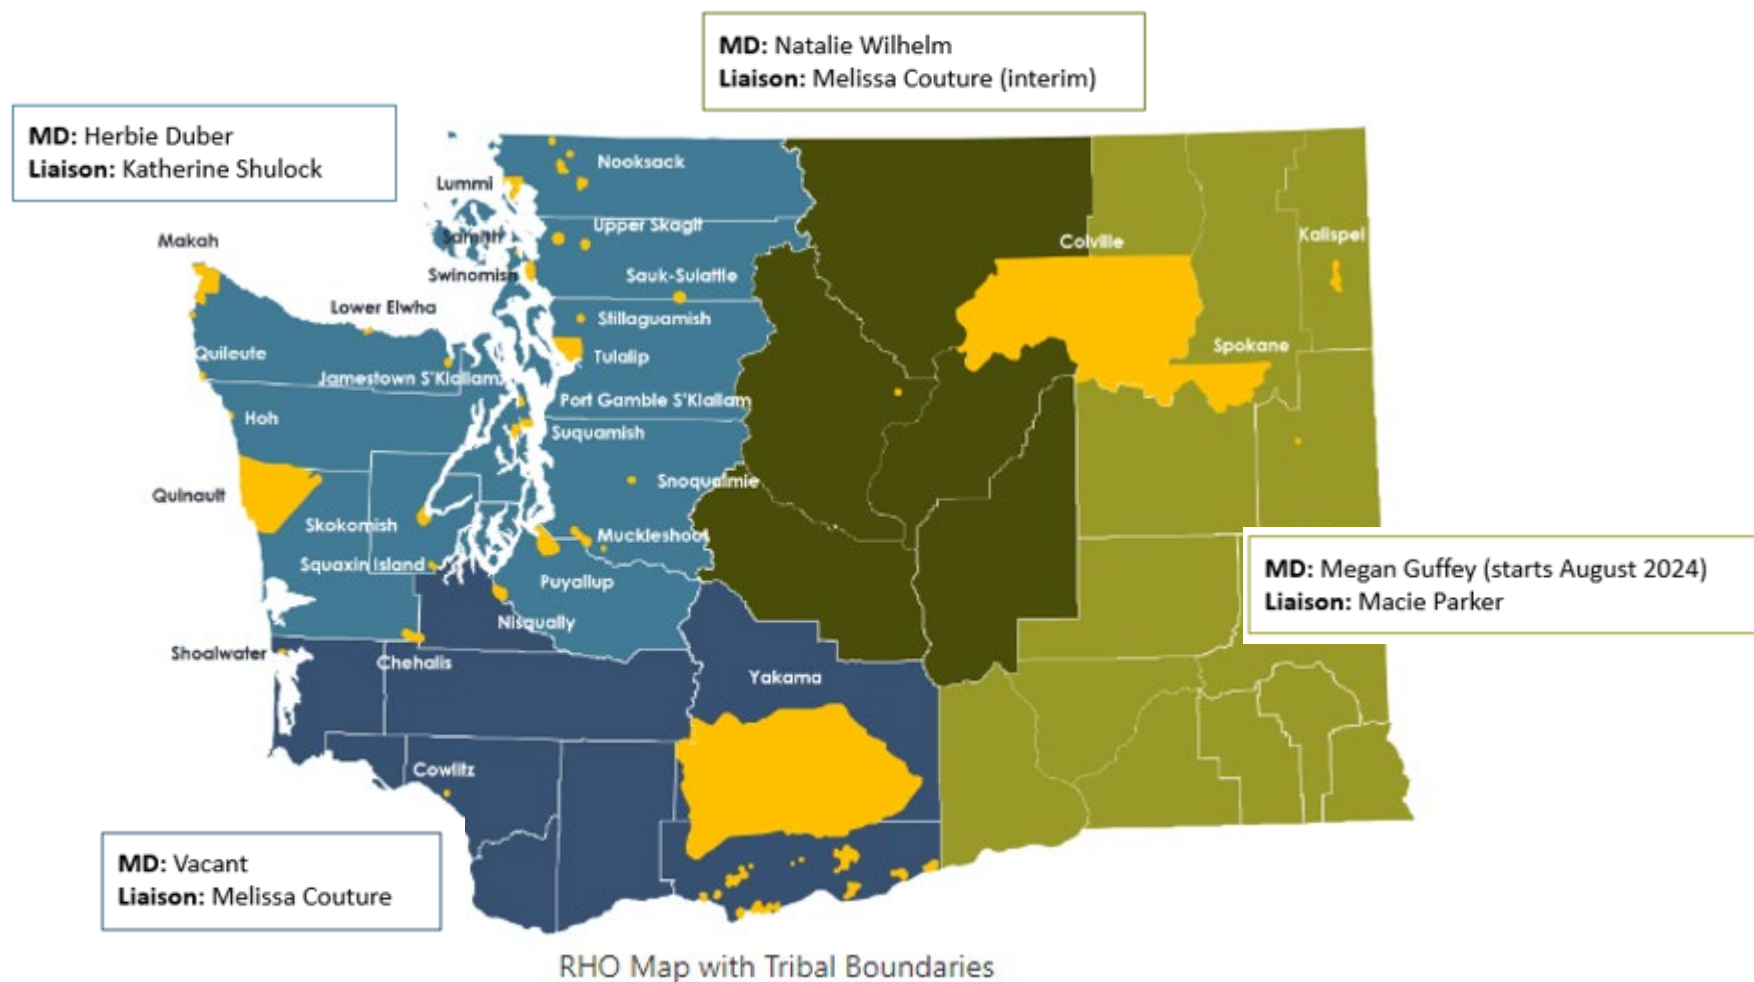 MD: Natalie Wilhelm
Liaison: Melissa Couture (interim)
MD: Herbie Duber
Liaison: Katherine Shulock
Nooksack
Lummi
Upper Skagit
Samish
Makah
Colville
Kalispel
Swinomish
Sauk-Suiattle
Lower Elwha
Stillaguamish
Quileute
Tulalip
Spokane
Jamestown S'Klallam
Port Gamble S'Klallam
Hoh
Suquamish
Snoqualmie
Quinault
Skokomish
Muckleshoot
Squaxin Island
Puyallup
MD: Megan Guffey (starts August 2024)
Liaison: Macie Parker
Nisqually
Shoalwater
Chehalis
Yakama
Cowlitz
MD: Vacant
Liaison: Melissa Couture
RHO Map with Tribal Boundaries